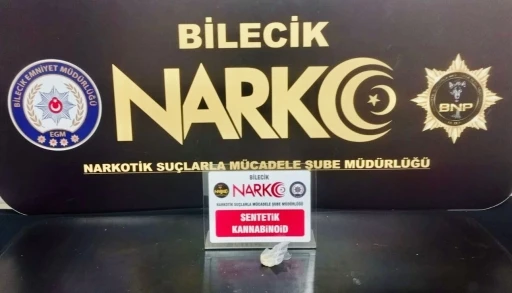 BİLECİK
NARKO
BİLECİK EMNİYET MÜDÜRLÜĞÜ
EGM
BNP
NARKOTİK SUÇLARLA MÜCADELE ŞUBE MÜDÜRLÜĞÜ
BİLECİK
NARKO
NARKOTİK SUÇLARLA MÜCADELE ŞUBE MÜDÜRLÜĞÜ
SENTETİK
KANNABİNOİD